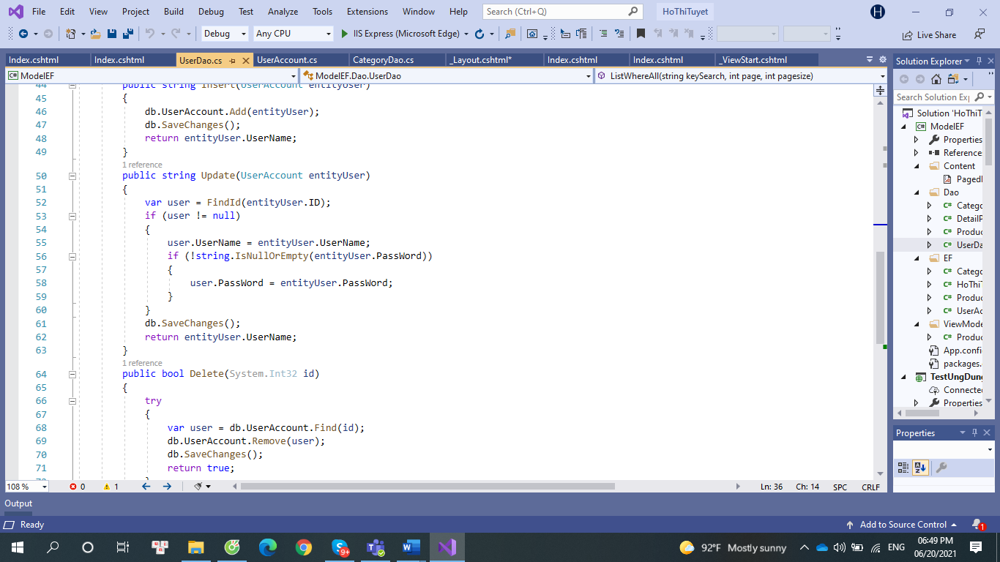 File Edit View Project Build Debug Test Analyze Tools Extensions Window Help Search (Ctrl+Q) HoThiTuyet H
Debug Any CPU IIS Express (Microsoft Edge) Live Share
Index.cshtml Index.cshtml UserDao.cs UserAccount.cs CategoryDao.cs _Layout.cshtml* Index.cshtml Index.cshtml _ViewStart.cshtml
C# ModelEF ModelEF.Dao.UserDao ListWhereAll(string keySearch, int page, int pagesize)
44 public string Insert(UserAccount entityUser)
45 {
46 db.UserAccount.Add(entityUser);
47 db.SaveChanges();
48 return entityUser.UserName;
49 }
1 reference
50 public string Update(UserAccount entityUser)
51 {
52 var user = FindId(entityUser.ID);
53 if (user != null)
54 {
55 user.UserName = entityUser.UserName;
56 if (!string.IsNullOrEmpty(entityUser.PassWord))
57 {
58 user.PassWord = entityUser.PassWord;
59 }
60 }
61 db.SaveChanges();
62 return entityUser.UserName;
63 }
1 reference
64 public bool Delete(System.Int32 id)
65 {
66 try
67 {
68 var user = db.UserAccount.Find(id);
69 db.UserAccount.Remove(user);
70 db.SaveChanges();
71 return true;
108 % 0 1 Ln: 36 Ch: 14 SPC CRLF
Solution Explorer
Search Solution Exp
Solution 'HoThiT
C# ModelEF
Properties
Reference
Content
Paged
Dao
C# Catego
C# DetailP
C# Produc
C# UserDa
EF
C# Catego
C# HoThiT
C# Produc
C# UserAc
ViewMode
C# Produc
App.confi
packages.
TestUngDung
Connected
Properties
Properties
Output
Ready Add to Source Control 1
9+ 92°F Mostly sunny ENG 06:49 PM
06/20/2021